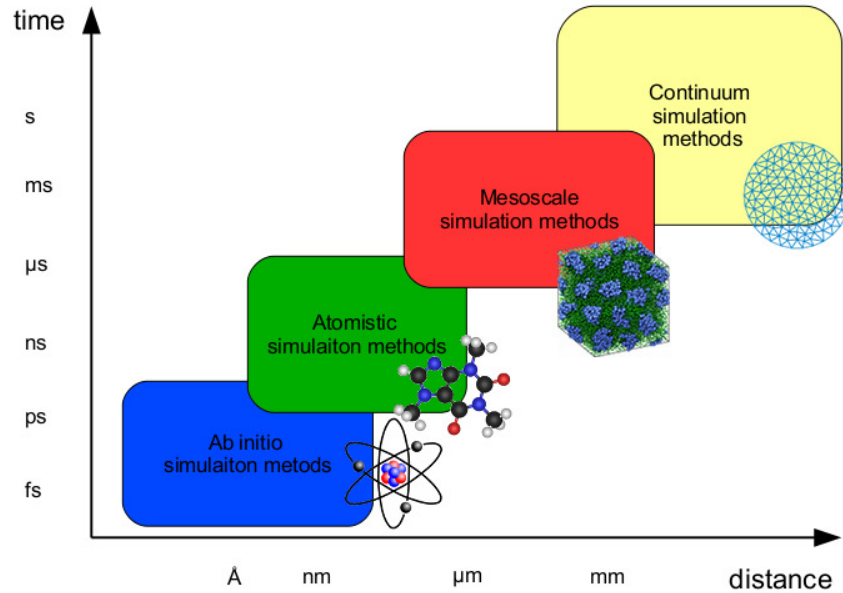 time
Continuum
simulation
methods
s
ms
Mesoscale
simulation methods
µs
Atomistic
simulaiton methods
ns
ps
Ab initio
simulaiton metods
fs
Å nm µm mm
distance